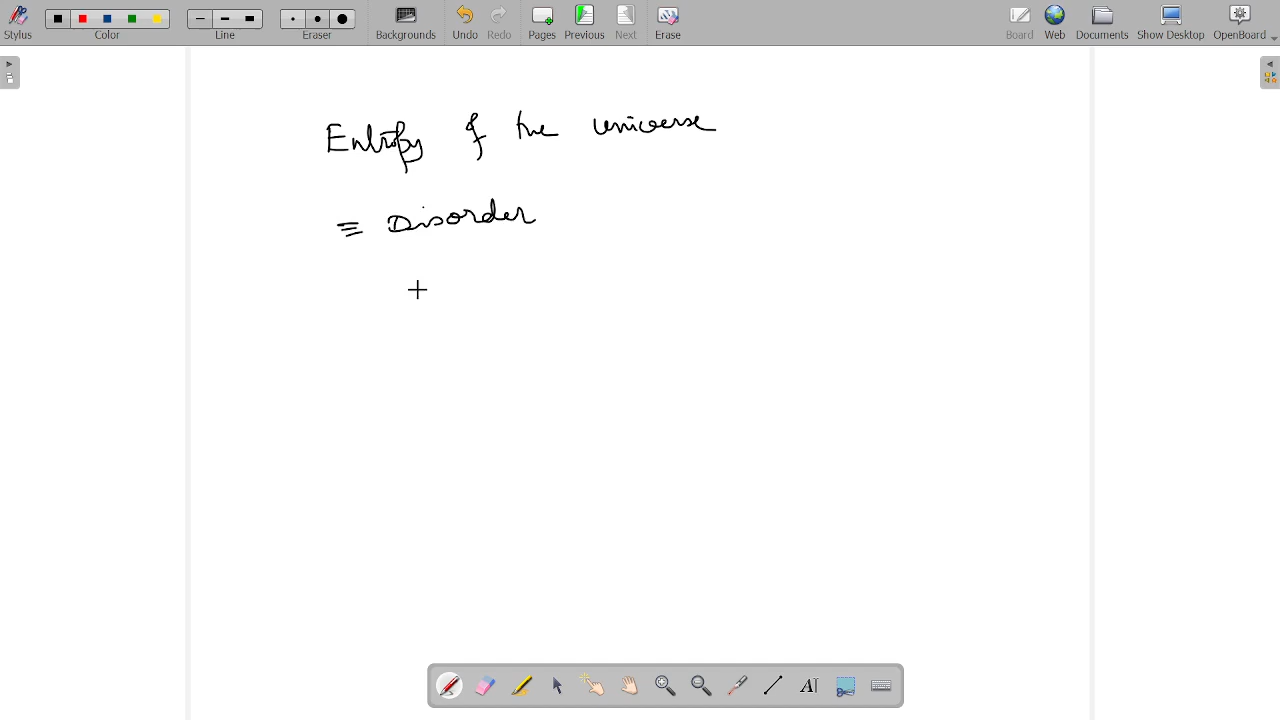 Stylus Color Line Eraser Backgrounds Undo Redo Pages Previous Next Erase Board Web Documents Show Desktop OpenBoard
Entropy of the universe
≡ Disorder
+